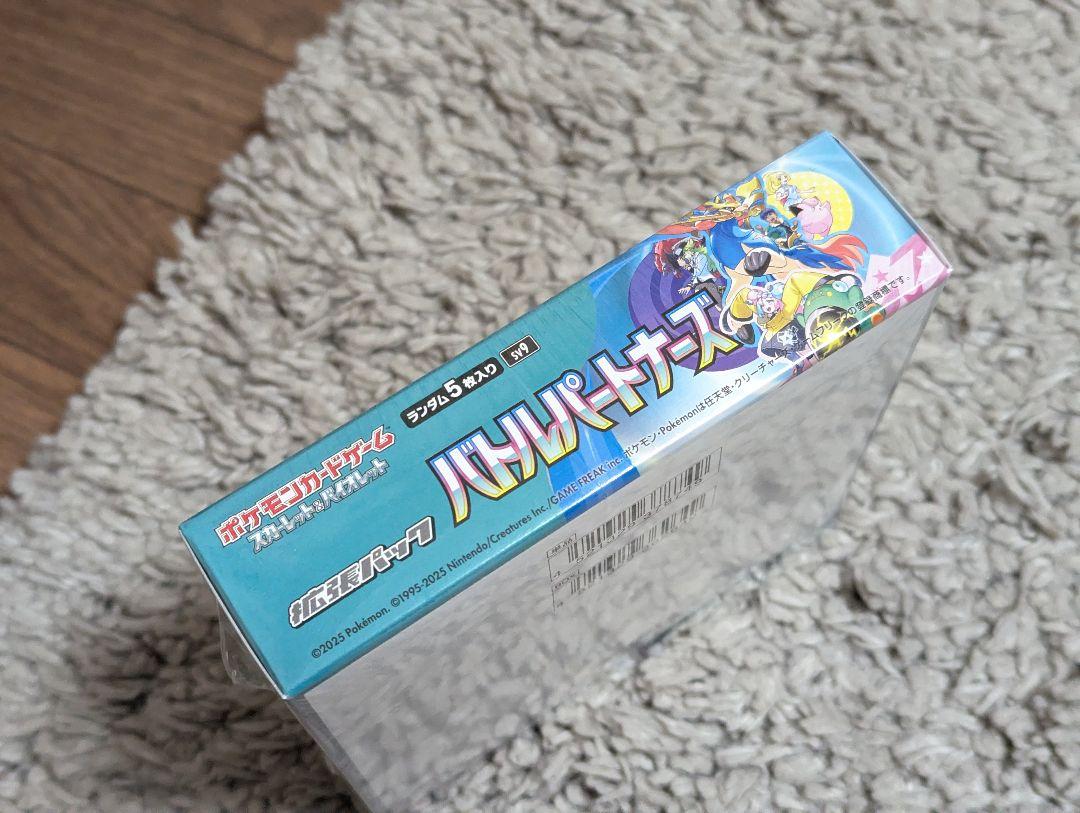 ポケモンカードゲーム
スカーレット&バイオレット
ランダム5枚入り
sv9
拡張パック
バトルパートナーズ
©2025 Pokémon. ©1995-2025 Nintendo/Creatures Inc./GAME FREAK inc. ポケモン・Pokémonは任天堂・クリーチャーズ・ゲームフリークの登録商標です。